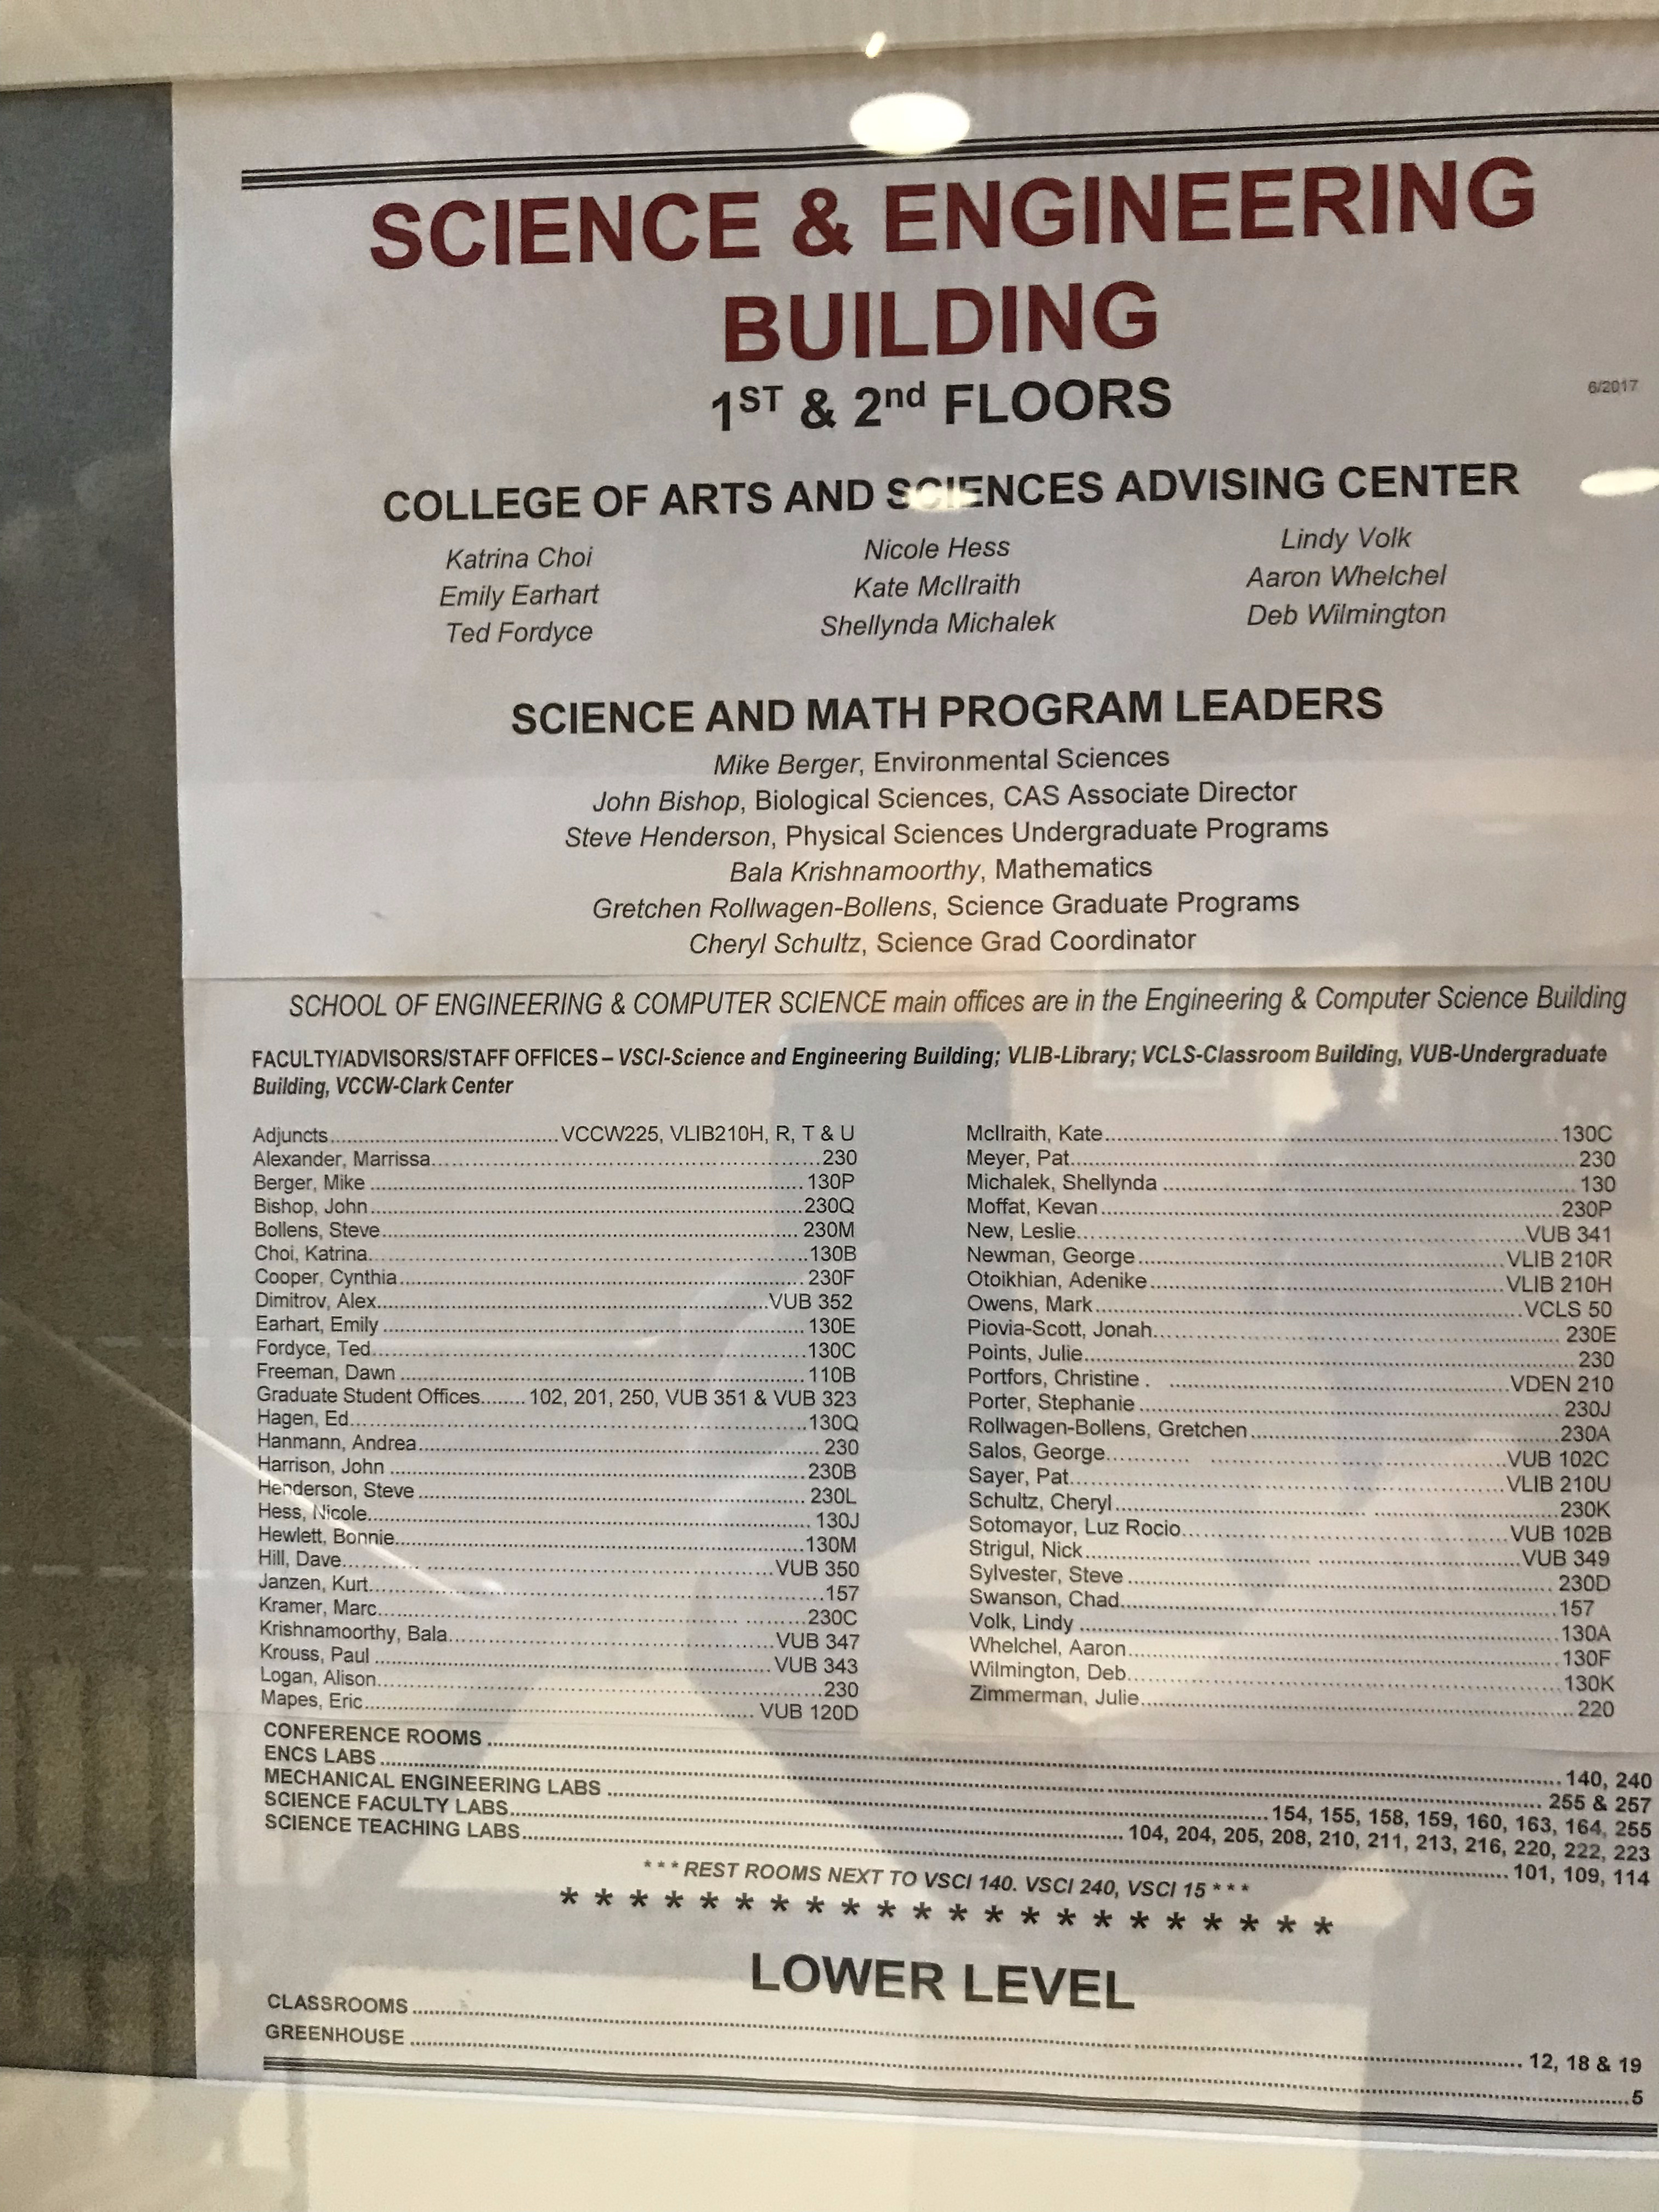 SCIENCE & ENGINEERING
BUILDING
1ST & 2nd FLOORS
6/2017
COLLEGE OF ARTS AND SCIENCES ADVISING CENTER
Katrina Choi Nicole Hess Lindy Volk
Emily Earhart Kate McIlraith Aaron Whelchel
Ted Fordyce Shellynda Michalek Deb Wilmington
SCIENCE AND MATH PROGRAM LEADERS
Mike Berger, Environmental Sciences
John Bishop, Biological Sciences, CAS Associate Director
Steve Henderson, Physical Sciences Undergraduate Programs
Bala Krishnamoorthy, Mathematics
Gretchen Rollwagen-Bollens, Science Graduate Programs
Cheryl Schultz, Science Grad Coordinator
SCHOOL OF ENGINEERING & COMPUTER SCIENCE main offices are in the Engineering & Computer Science Building
FACULTY/ADVISORS/STAFF OFFICES – VSCI-Science and Engineering Building; VLIB-Library; VCLS-Classroom Building, VUB-Undergraduate
Building, VCCW-Clark Center
Adjuncts........VCCW225, VLIB210H, R, T & U
Alexander, Marrissa........230
Berger, Mike........130P
Bishop, John........230Q
Bollens, Steve........230M
Choi, Katrina........130B
Cooper, Cynthia........230F
Dimitrov, Alex........VUB 352
Earhart, Emily........130E
Fordyce, Ted........130C
Freeman, Dawn........110B
Graduate Student Offices........102, 201, 250, VUB 351 & VUB 323
Hagen, Ed........130Q
Hanmann, Andrea........230
Harrison, John........230B
Henderson, Steve........230L
Hess, Nicole........130J
Hewlett, Bonnie........130M
Hill, Dave........VUB 350
Janzen, Kurt........157
Kramer, Marc........230C
Krishnamoorthy, Bala........VUB 347
Krouss, Paul........VUB 343
Logan, Alison........230
Mapes, Eric........VUB 120D
McIlraith, Kate........130C
Meyer, Pat........230
Michalek, Shellynda........130
Moffat, Kevan........230P
New, Leslie........VUB 341
Newman, George........VLIB 210R
Otoikhian, Adenike........VLIB 210H
Owens, Mark........VCLS 50
Piovia-Scott, Jonah........230E
Points, Julie........230
Portfors, Christine . ........VDEN 210
Porter, Stephanie........230J
Rollwagen-Bollens, Gretchen........230A
Salos, George........VUB 102C
Sayer, Pat........VLIB 210U
Schultz, Cheryl........230K
Sotomayor, Luz Rocio........VUB 102B
Strigul, Nick........VUB 349
Sylvester, Steve........230D
Swanson, Chad........157
Volk, Lindy........130A
Whelchel, Aaron........130F
Wilmington, Deb........130K
Zimmerman, Julie........220
CONFERENCE ROOMS........140, 240
ENCS LABS........255 & 257
MECHANICAL ENGINEERING LABS........154, 155, 158, 159, 160, 163, 164, 255
SCIENCE FACULTY LABS........104, 204, 205, 208, 210, 211, 213, 216, 220, 222, 223
SCIENCE TEACHING LABS........101, 109, 114
* * * REST ROOMS NEXT TO VSCI 140. VSCI 240, VSCI 15 * * *
* * * * * * * * * * * * * * * * * * * * * *
LOWER LEVEL
CLASSROOMS........12, 18 & 19
GREENHOUSE........5